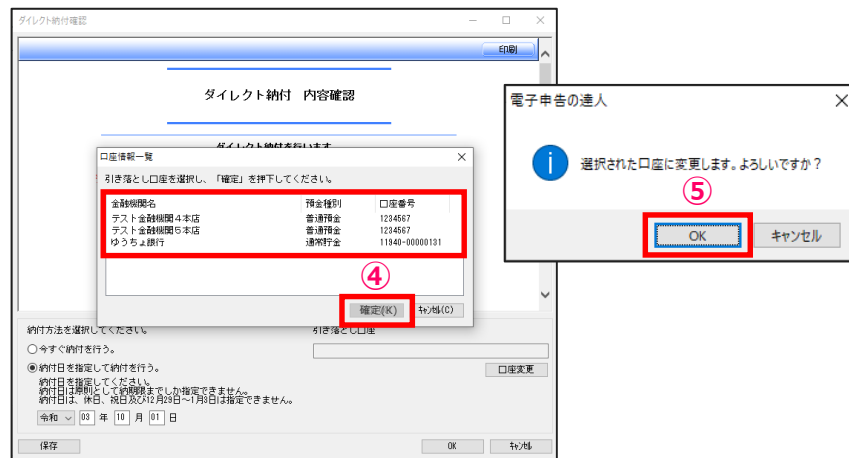 ダイレクト納付確認
印刷
ダイレクト納付 内容確認
ダイレクト納付を行います
口座情報一覧
引き落とし口座を選択し、「確定」を押下してください。
金融機関名 預金種別 口座番号
テスト金融機関4本店 普通預金 1234567
テスト金融機関5本店 普通預金 1234567
ゆうちょ銀行 通常貯金 11940-00000131
④
確定(K) ｷｬﾝｾﾙ(C)
納付方法を選択してください。 引き落とし口座
今すぐ納付を行う。
納付日を指定して納付を行う。 口座変更
納付日を指定してください。
納付日は原則として納期限までしか指定できません。
納付日は、休日、祝日及び12月29日～1月3日は指定できません。
令和 03 年 10 月 01 日
保存 OK ｷｬﾝｾﾙ
電子申告の達人
選択された口座に変更します。よろしいですか？
⑤
OK キャンセル